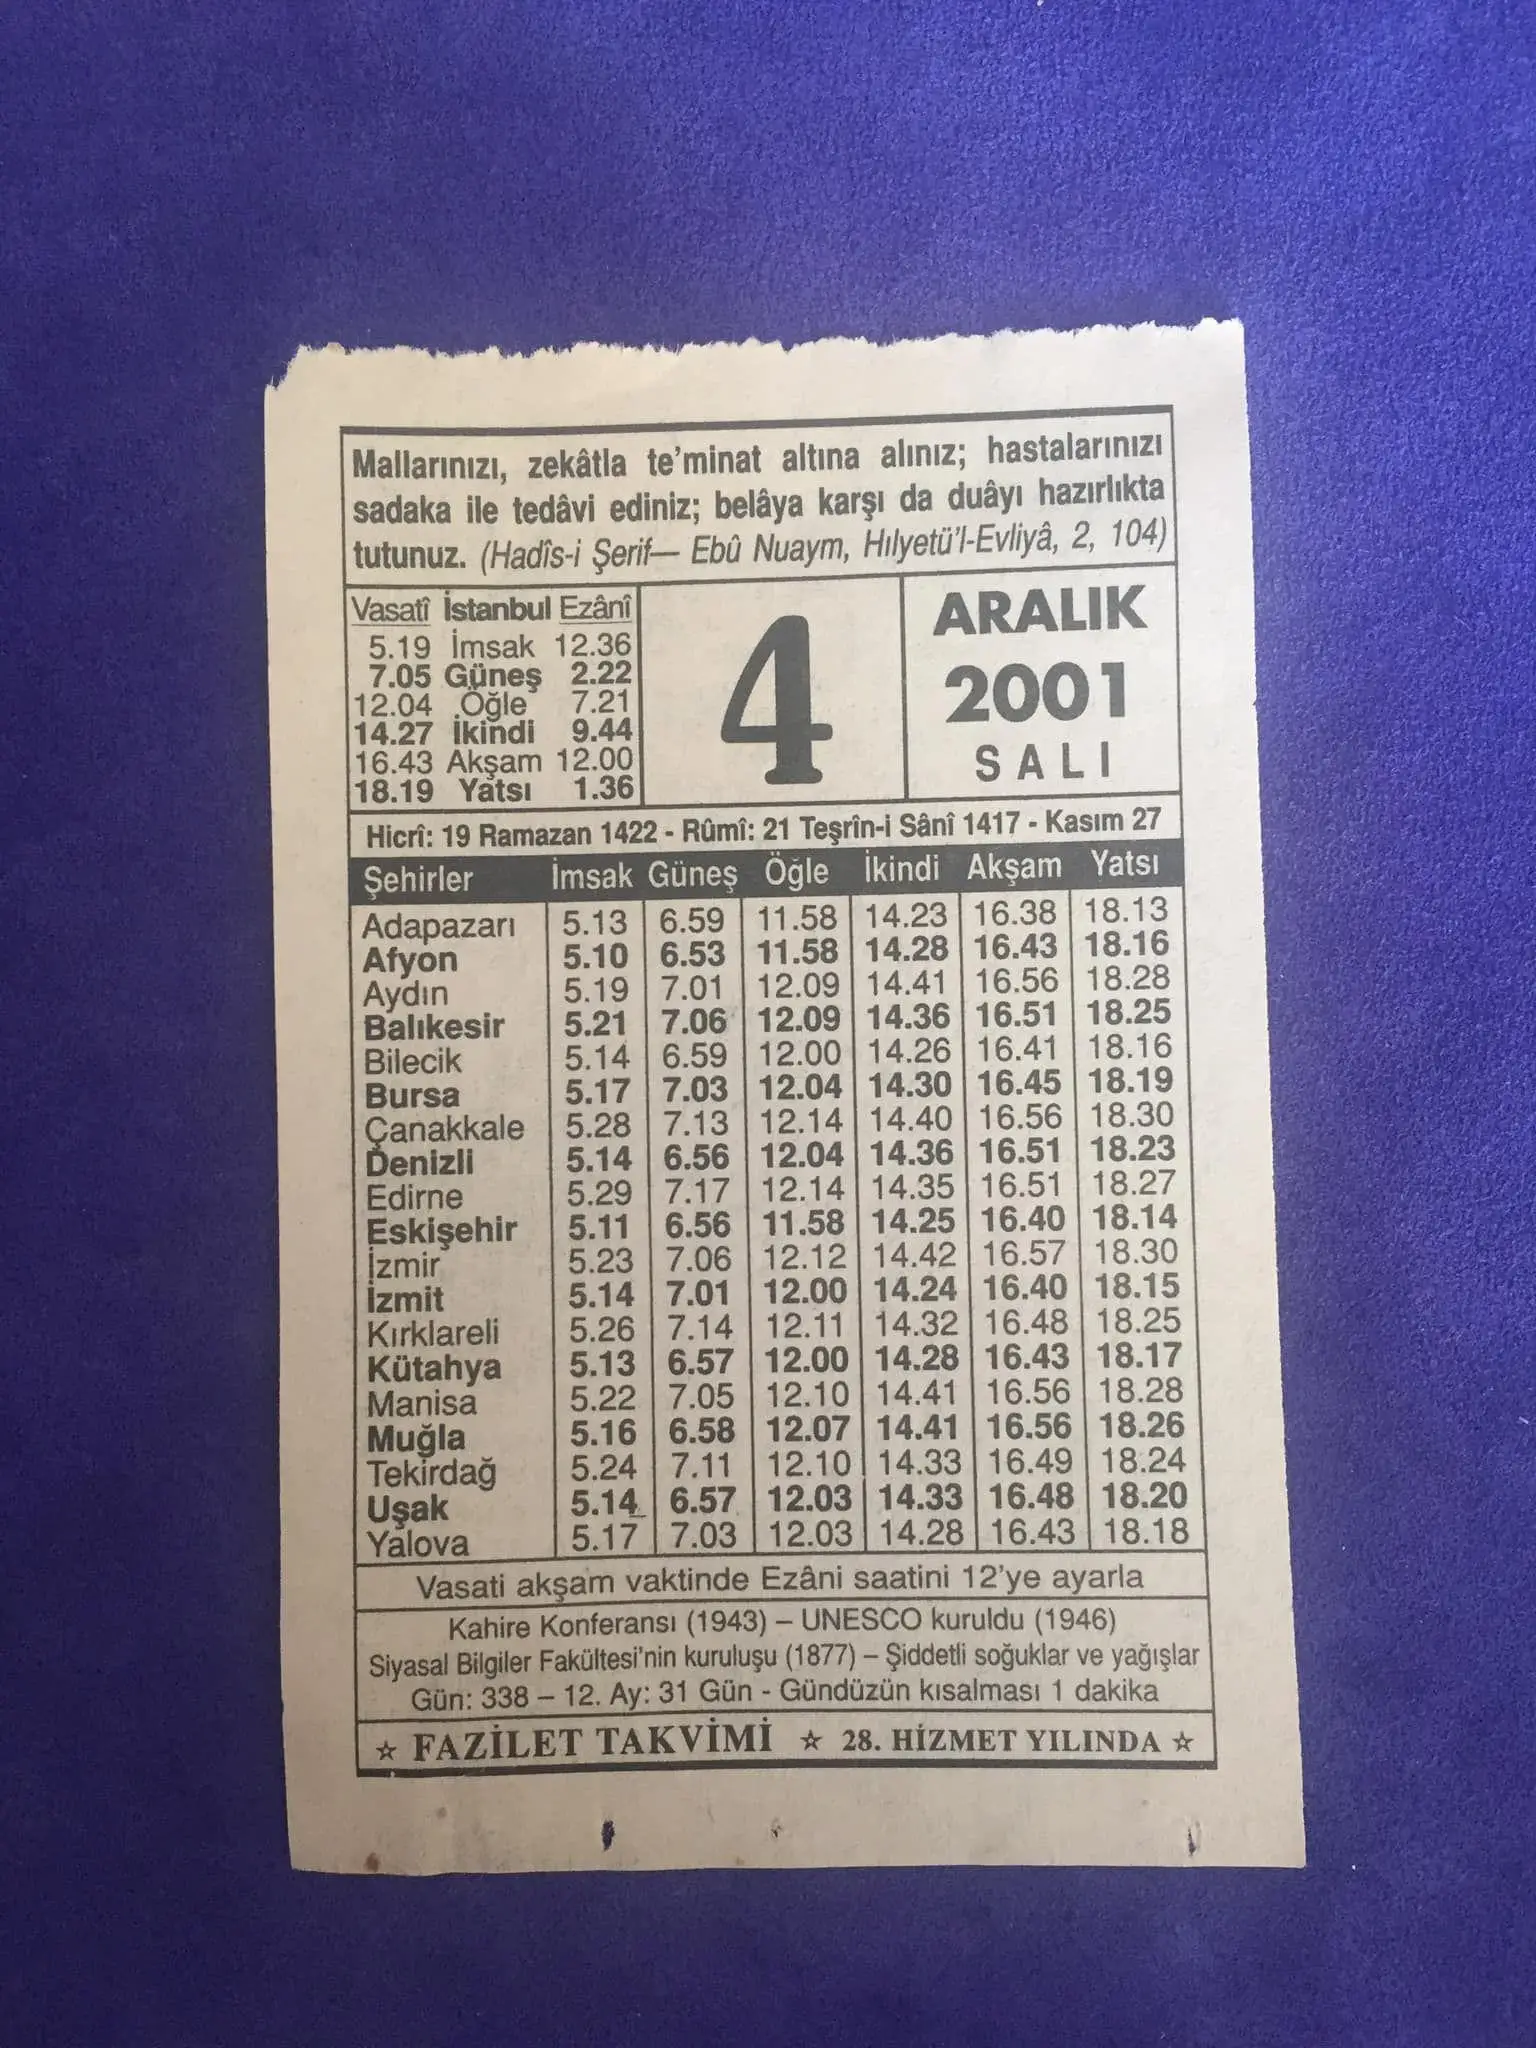 Mallarınızı, zekâtla te'minat altına alınız; hastalarınızı
sadaka ile tedâvi ediniz; belâya karşı da duâyı hazırlıkta
tutunuz. (Hadîs-i Şerif— Ebû Nuaym, Hılyetü'l-Evliyâ, 2, 104)
Vasatî İstanbul Ezânî
5.19 İmsak 12.36
7.05 Güneş 2.22
12.04 Öğle 7.21
14.27 İkindi 9.44
16.43 Akşam 12.00
18.19 Yatsı 1.36
4
ARALIK
2001
SALI
Hicrî: 19 Ramazan 1422 - Rûmî: 21 Teşrîn-i Sânî 1417 - Kasım 27
Şehirler İmsak Güneş Öğle İkindi Akşam Yatsı
Adapazarı 5.13 6.59 11.58 14.23 16.38 18.13
Afyon 5.10 6.53 11.58 14.28 16.43 18.16
Aydın 5.19 7.01 12.09 14.41 16.56 18.28
Balıkesir 5.21 7.06 12.09 14.36 16.51 18.25
Bilecik 5.14 6.59 12.00 14.26 16.41 18.16
Bursa 5.17 7.03 12.04 14.30 16.45 18.19
Çanakkale 5.28 7.13 12.14 14.40 16.56 18.30
Denizli 5.14 6.56 12.04 14.36 16.51 18.23
Edirne 5.29 7.17 12.14 14.35 16.51 18.27
Eskişehir 5.11 6.56 11.58 14.25 16.40 18.14
İzmir 5.23 7.06 12.12 14.42 16.57 18.30
İzmit 5.14 7.01 12.00 14.24 16.40 18.15
Kırklareli 5.26 7.14 12.11 14.32 16.48 18.25
Kütahya 5.13 6.57 12.00 14.28 16.43 18.17
Manisa 5.22 7.05 12.10 14.41 16.56 18.28
Muğla 5.16 6.58 12.07 14.41 16.56 18.26
Tekirdağ 5.24 7.11 12.10 14.33 16.49 18.24
Uşak 5.14 6.57 12.03 14.33 16.48 18.20
Yalova 5.17 7.03 12.03 14.28 16.43 18.18
Vasati akşam vaktinde Ezâni saatini 12'ye ayarla
Kahire Konferansı (1943) – UNESCO kuruldu (1946)
Siyasal Bilgiler Fakültesi'nin kuruluşu (1877) – Şiddetli soğuklar ve yağışlar
Gün: 338 – 12. Ay: 31 Gün - Gündüzün kısalması 1 dakika
☆ FAZİLET TAKVİMİ ☆ 28. HİZMET YILINDA ☆